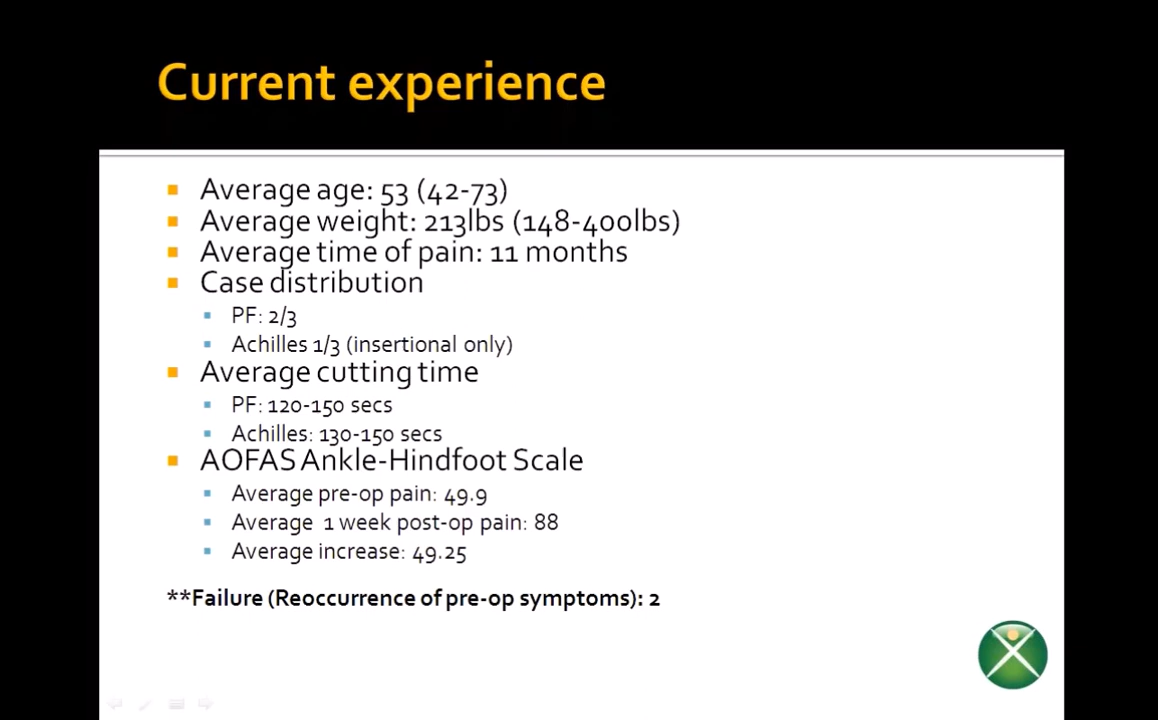 Current experience
Average age: 53 (42-73)
Average weight: 213lbs (148-400lbs)
Average time of pain: 11 months
Case distribution
PF: 2/3
Achilles 1/3 (insertional only)
Average cutting time
PF: 120-150 secs
Achilles: 130-150 secs
AOFAS Ankle-Hindfoot Scale
Average pre-op pain: 49.9
Average 1 week post-op pain: 88
Average increase: 49.25
**Failure (Reoccurrence of pre-op symptoms): 2